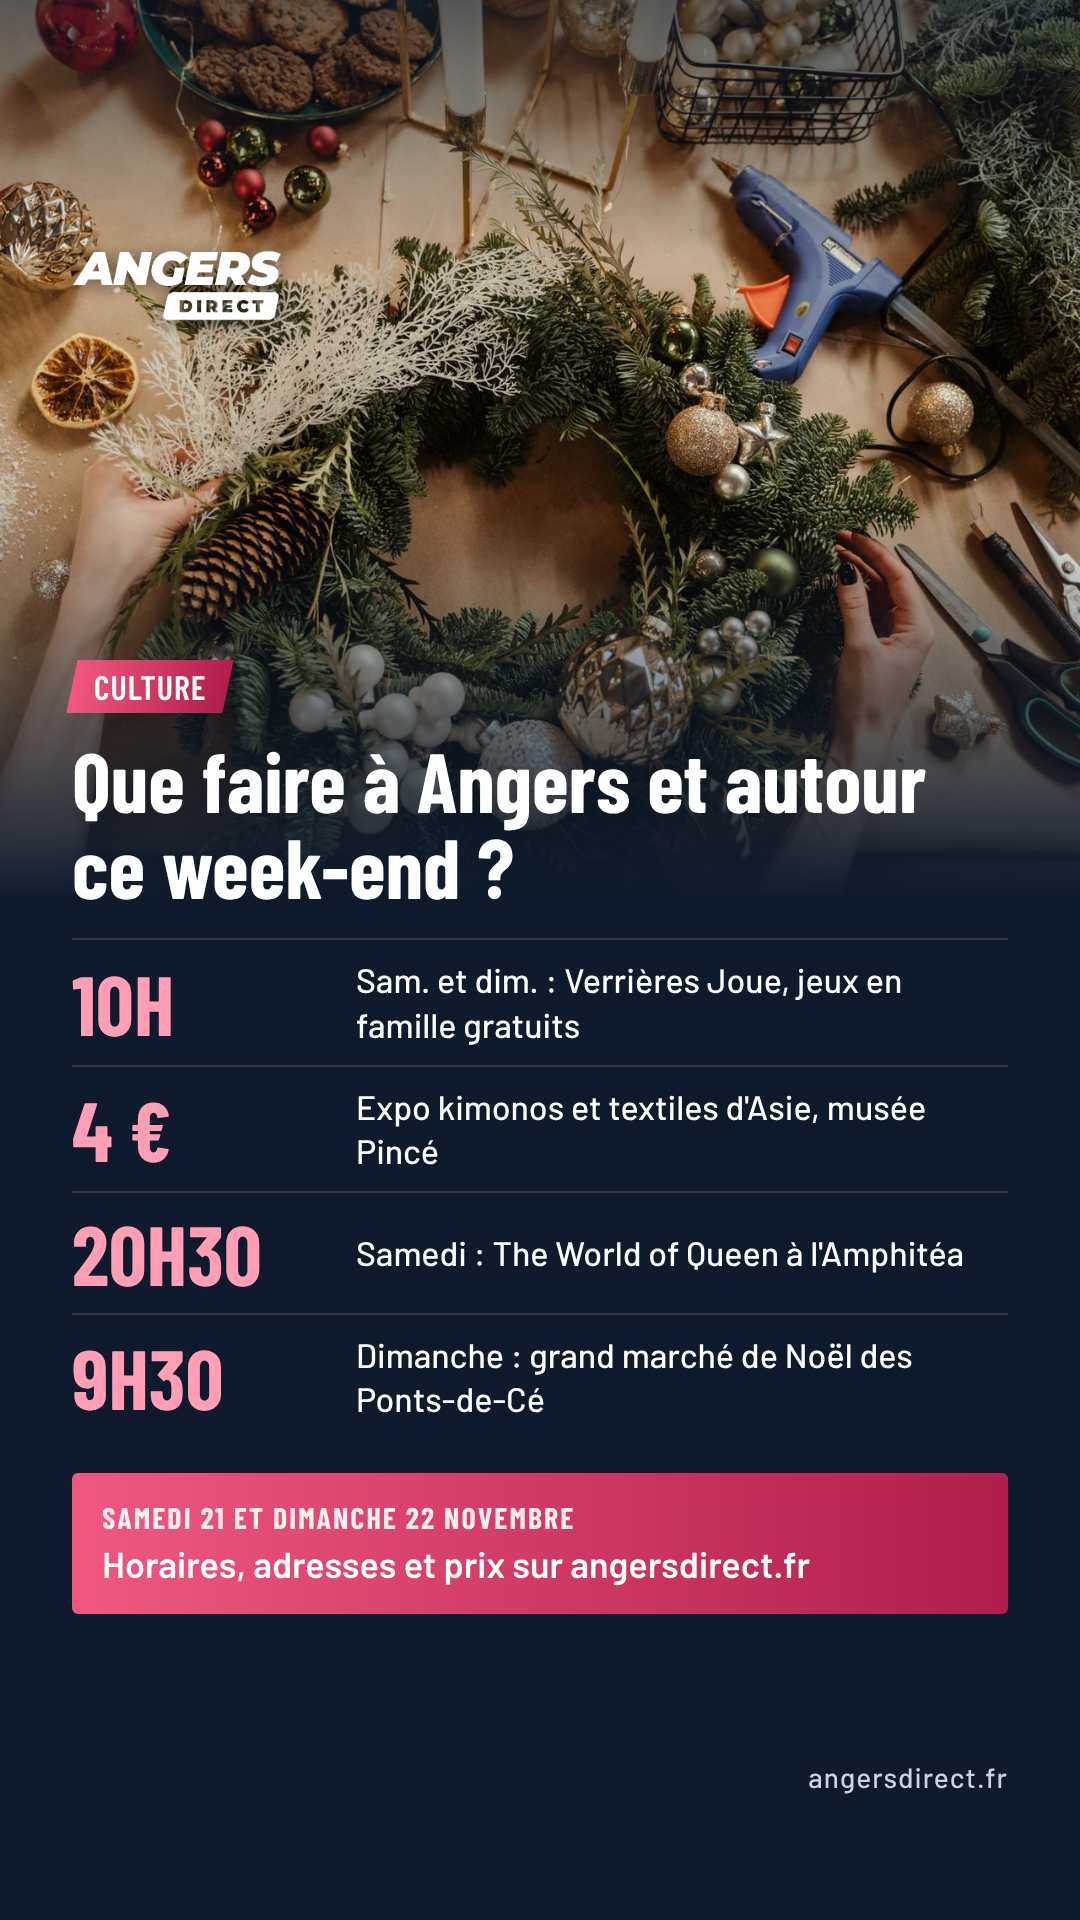 ANGERS
DIRECT
CULTURE
Que faire à Angers et autour
ce week-end ?
10H
Sam. et dim. : Verrières Joue, jeux en
famille gratuits
4 €
Expo kimonos et textiles d'Asie, musée
Pincé
20H30
Samedi : The World of Queen à l'Amphitéa
9H30
Dimanche : grand marché de Noël des
Ponts-de-Cé
SAMEDI 21 ET DIMANCHE 22 NOVEMBRE
Horaires, adresses et prix sur angersdirect.fr
angersdirect.fr